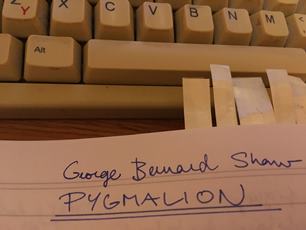 Z Y X C V B N M
Alt
George Bernard Shaw
PYGMALION